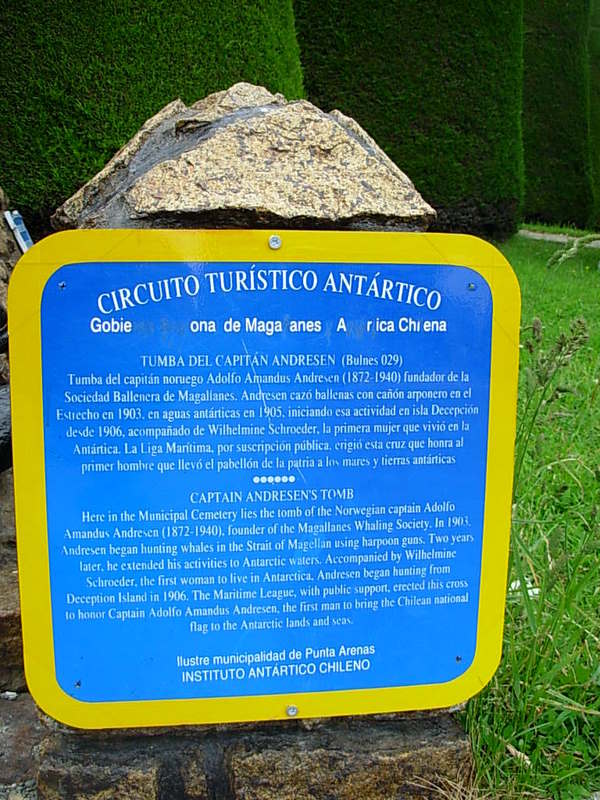 CIRCUITO TURÍSTICO ANTÁRTICO
Gobie ona de Maga anes A r ica Ch ena
TUMBA DEL CAPITÁN ANDRESEN (Bulnes 029)
Tumba del capitán noruego Adolfo Amandus Andresen (1872-1940) fundador de la
Sociedad Ballenera de Magallanes. Andresen cazó ballenas con cañón arponero en el
Estrecho en 1903, en aguas antárticas en 1905, iniciando esa actividad en isla Decepción
desde 1906, acompañado de Wilhelmine Schroeder, la primera mujer que vivió en la
Antártica. La Liga Marítima, por suscripción pública, erigió esta cruz que honra al
primer hombre que llevó el pabellón de la patria a los mares y tierras antárticas
CAPTAIN ANDRESEN'S TOMB
Here in the Municipal Cemetery lies the tomb of the Norwegian captain Adolfo
Amandus Andresen (1872-1940), founder of the Magallanes Whaling Society. In 1903,
Andresen began hunting whales in the Strait of Magellan using harpoon guns. Two years
later, he extended his activities to Antarctic waters. Accompanied by Wilhelmine
Schroeder, the first woman to live in Antarctica, Andresen began hunting from
Deception Island in 1906. The Maritime League, with public support, erected this cross
to honor Captain Adolfo Amandus Andresen, the first man to bring the Chilean national
flag to the Antarctic lands and seas.
Ilustre municipalidad de Punta Arenas
INSTITUTO ANTÁRTICO CHILENO